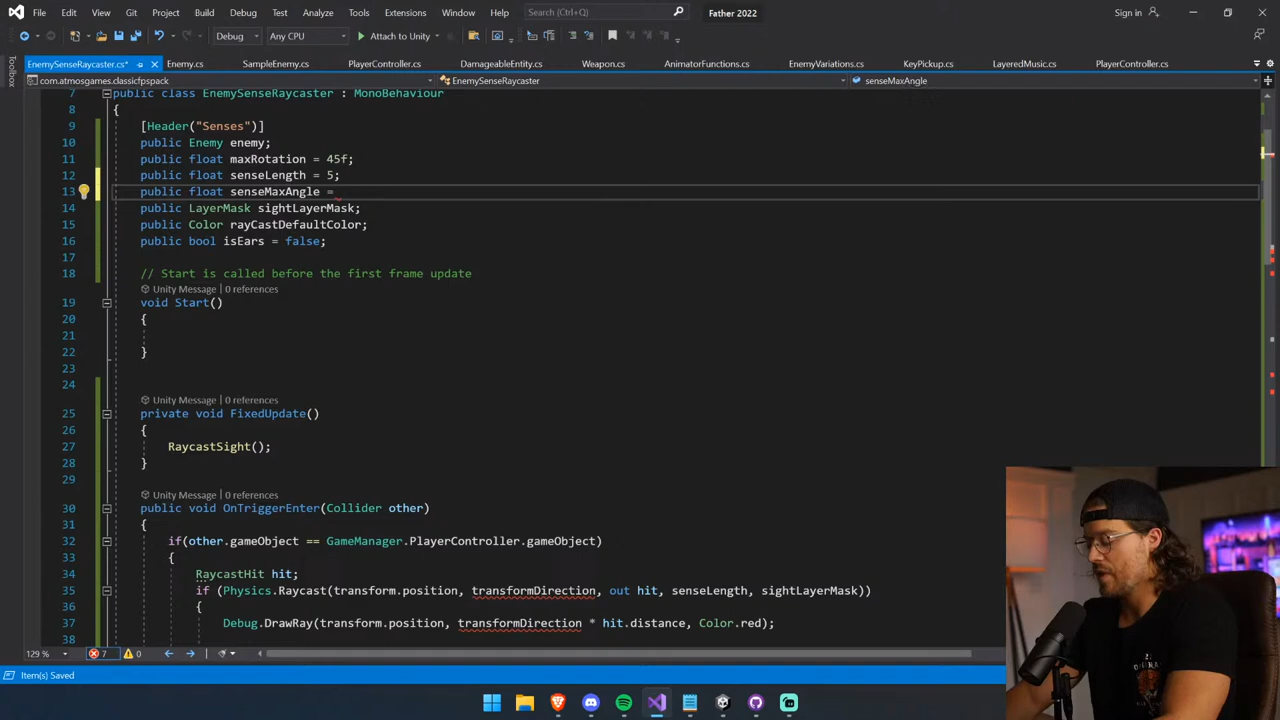 File Edit View Git Project Build Debug Test Analyze Tools Extensions Window Help Search (Ctrl+Q) Father 2022 Sign in
Debug Any CPU Attach to Unity
EnemySenseRaycaster.cs* Enemy.cs SampleEnemy.cs PlayerController.cs DamageableEntity.cs Weapon.cs AnimatorFunctions.cs EnemyVariations.cs KeyPickup.cs LayeredMusic.cs PlayerController.cs
Toolbox
com.atmosgames.classicfpspack EnemySenseRaycaster senseMaxAngle
7 public class EnemySenseRaycaster : MonoBehaviour
8 {
9 [Header("Senses")]
10 public Enemy enemy;
11 public float maxRotation = 45f;
12 public float senseLength = 5;
13 public float senseMaxAngle =
14 public LayerMask sightLayerMask;
15 public Color rayCastDefaultColor;
16 public bool isEars = false;
17
18 // Start is called before the first frame update
Unity Message | 0 references
19 void Start()
20 {
21
22 }
23
24
Unity Message | 0 references
25 private void FixedUpdate()
26 {
27 RaycastSight();
28 }
29
Unity Message | 0 references
30 public void OnTriggerEnter(Collider other)
31 {
32 if(other.gameObject == GameManager.PlayerController.gameObject)
33 {
34 RaycastHit hit;
35 if (Physics.Raycast(transform.position, transformDirection, out hit, senseLength, sightLayerMask))
36 {
37 Debug.DrawRay(transform.position, transformDirection * hit.distance, Color.red);
38
129 % 7 0
Item(s) Saved